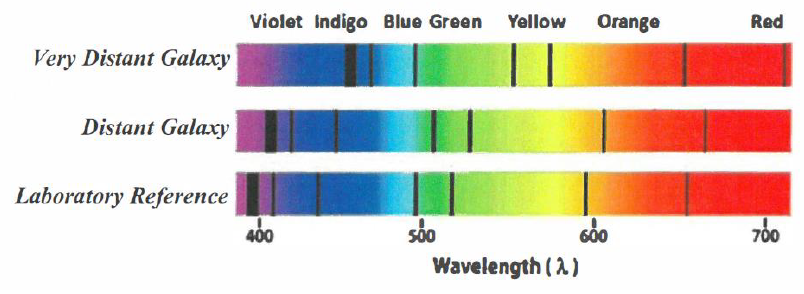 Violet Indigo Blue Green Yellow Orange Red
Very Distant Galaxy
Distant Galaxy
Laboratory Reference
400 500 600 700
Wavelength ( λ )